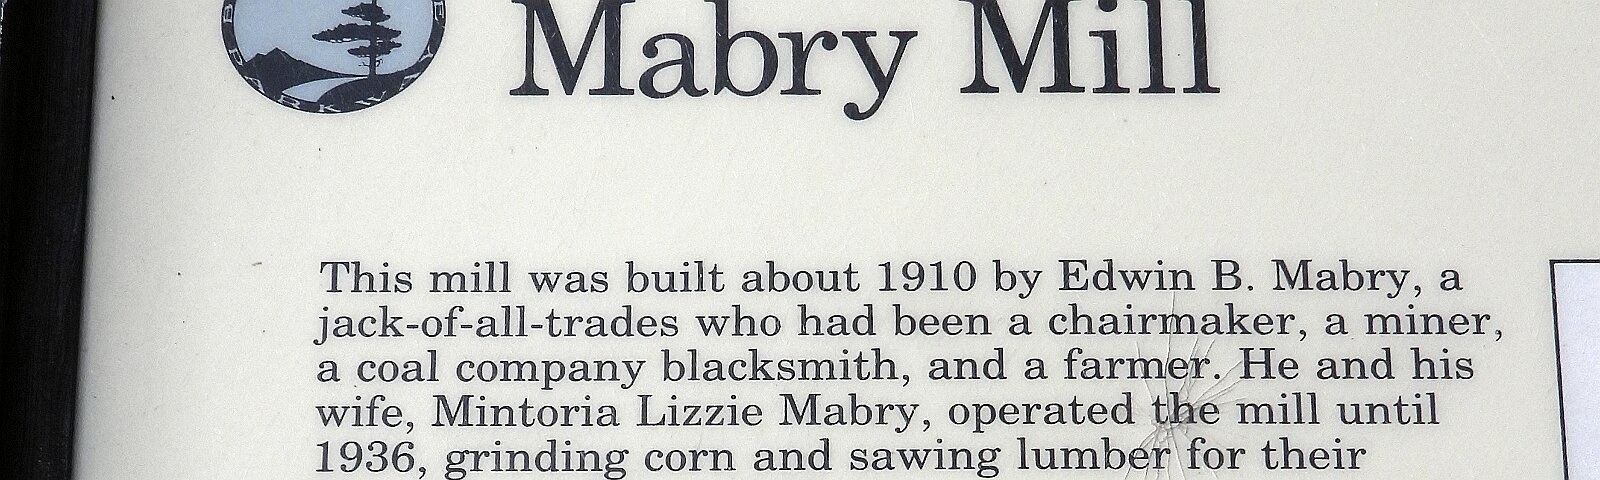 Mabry Mill
This mill was built about 1910 by Edwin B. Mabry, a
jack-of-all-trades who had been a chairmaker, a miner,
a coal company blacksmith, and a farmer. He and his
wife, Mintoria Lizzie Mabry, operated the mill until
1936, grinding corn and sawing lumber for their